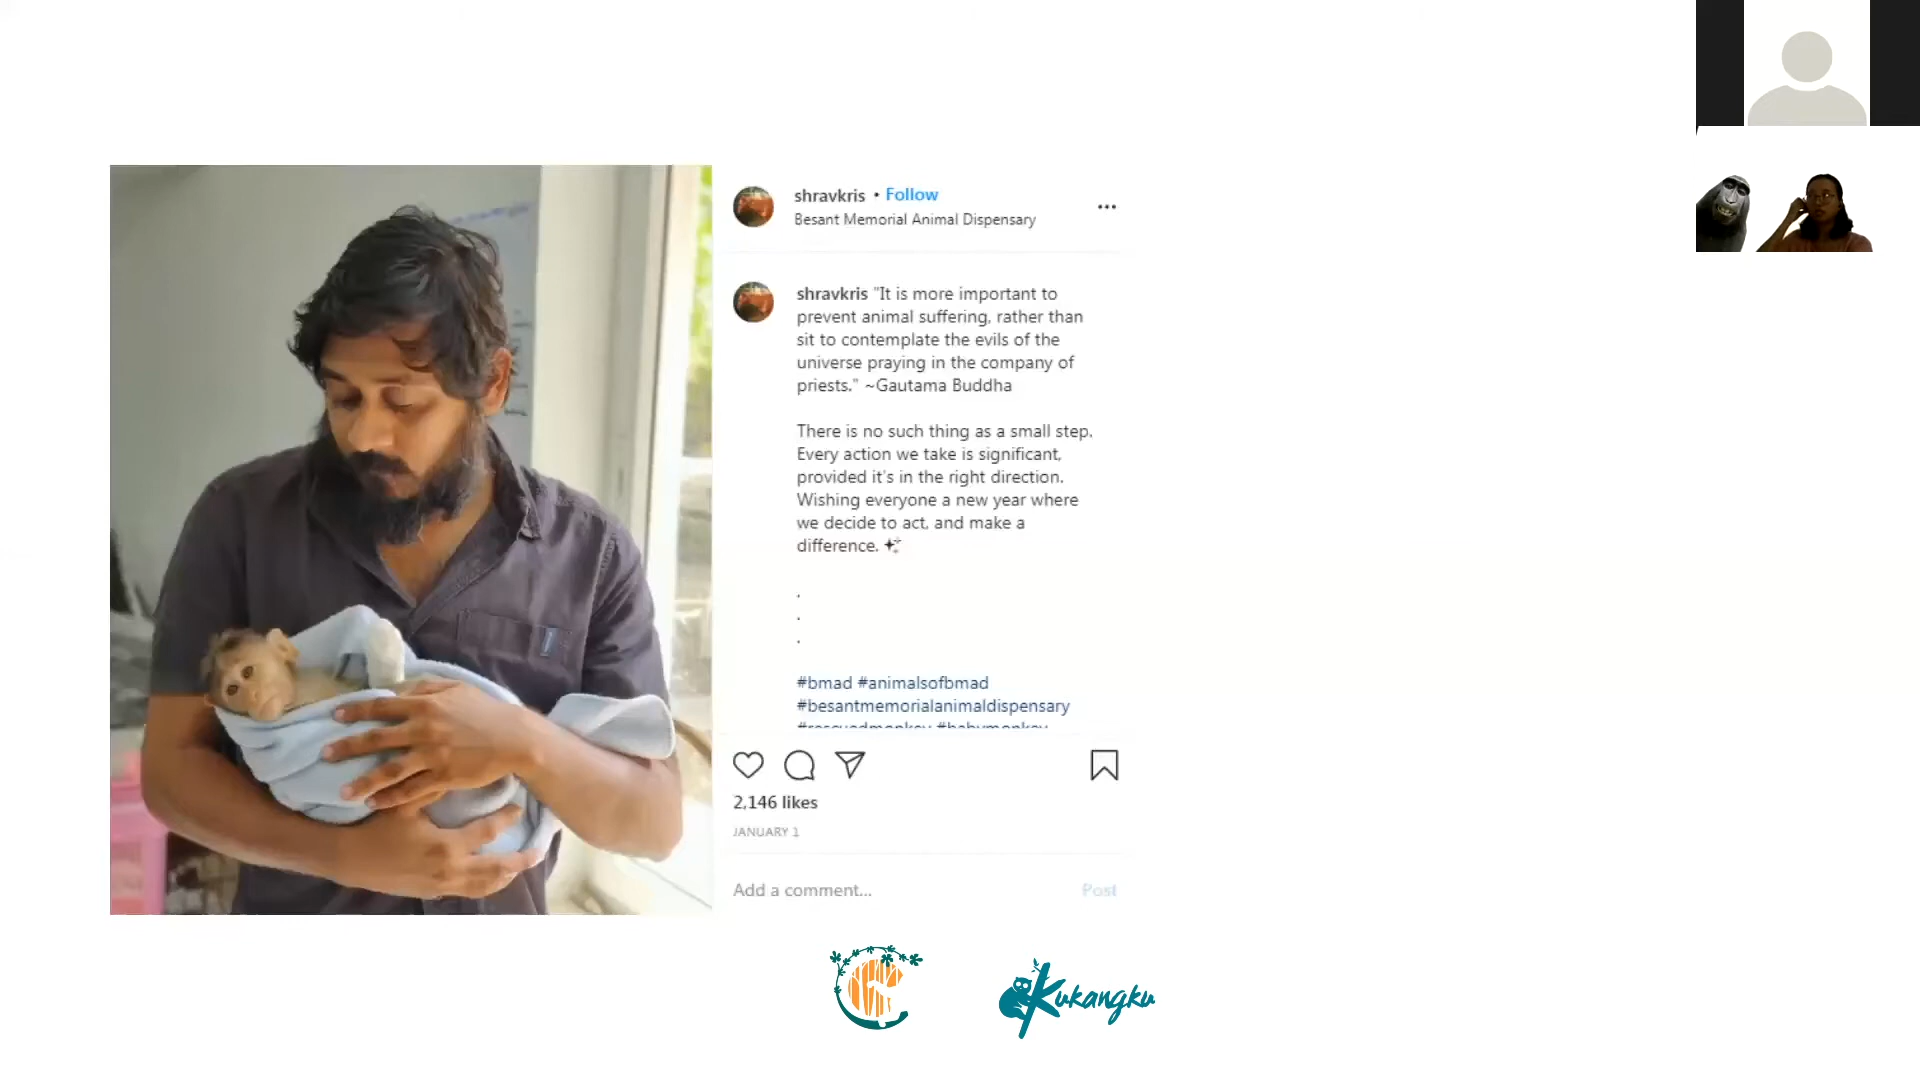 shravkris • Follow
Besant Memorial Animal Dispensary
shravkris "It is more important to
prevent animal suffering, rather than
sit to contemplate the evils of the
universe praying in the company of
priests." ~Gautama Buddha
There is no such thing as a small step.
Every action we take is significant,
provided it's in the right direction.
Wishing everyone a new year where
we decide to act, and make a
difference. ✨
.
.
.
#bmad #animalsofbmad
#besantmemorialanimaldispensary
#rescuedmonkey #babymonkey
2,146 likes
JANUARY 1
Add a comment...
Post
Kukangku